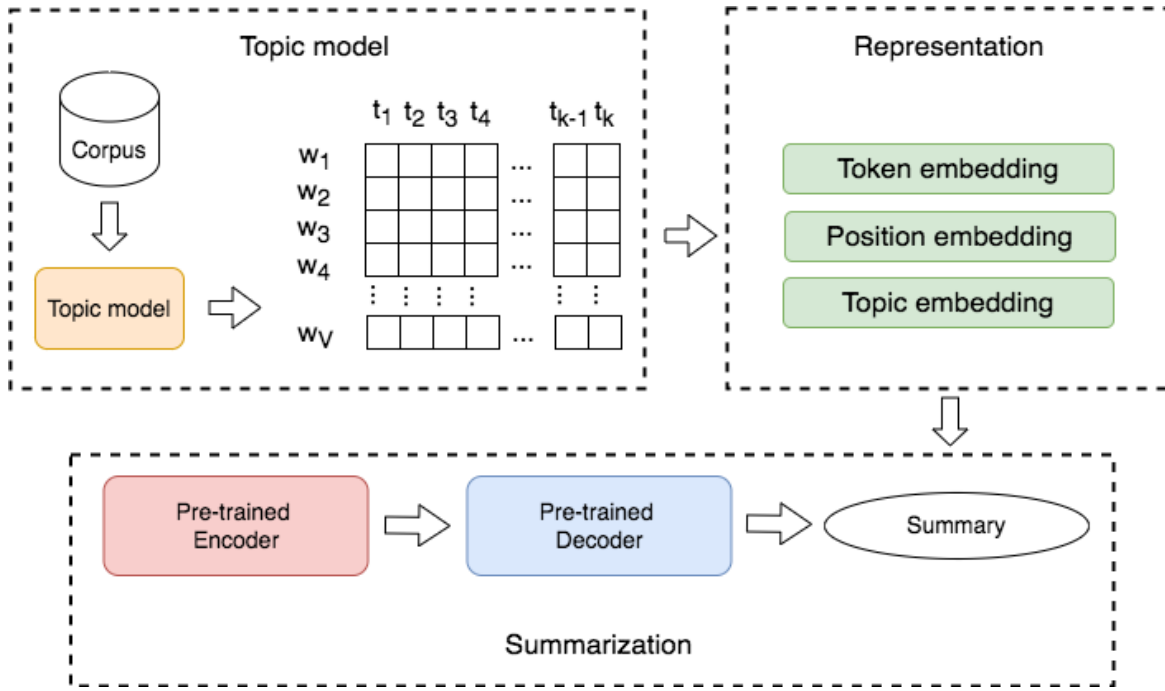 Topic model
Corpus
Topic model
t1 t2 t3 t4 tk-1 tk
w1 ...
w2 ...
w3 ...
w4 ...
wV ...
Representation
Token embedding
Position embedding
Topic embedding
Pre-trained
Encoder
Pre-trained
Decoder
Summary
Summarization